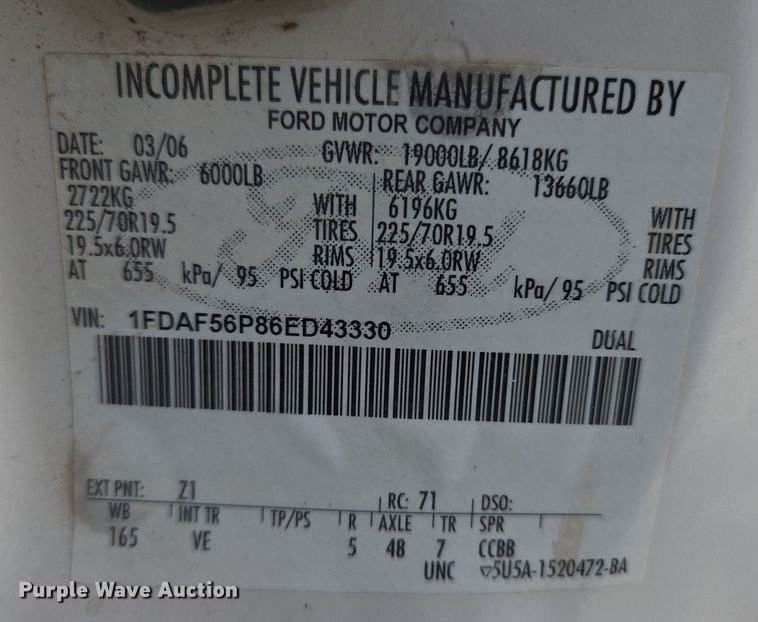 INCOMPLETE VEHICLE MANUFACTURED BY
FORD MOTOR COMPANY
DATE: 03/06 GVWR: 19000LB/ 8618KG
FRONT GAWR: 6000LB REAR GAWR: 13660LB
2722KG WITH 6196KG WITH
225/70R19.5 TIRES 225/70R19.5 TIRES
19.5x6.0RW RIMS 19.5x6.0RW RIMS
AT 655 kPa/ 95 PSI COLD AT 655 kPa/ 95 PSI COLD
VIN: 1FDAF56P86ED43330 DUAL
EXT PNT: Z1 RC: 71 DSO:
WB INT TR TP/PS R AXLE TR SPR
165 VE 5 48 7 CCBB
UNC ▽5U5A-1520472-BA
Purple Wave Auction